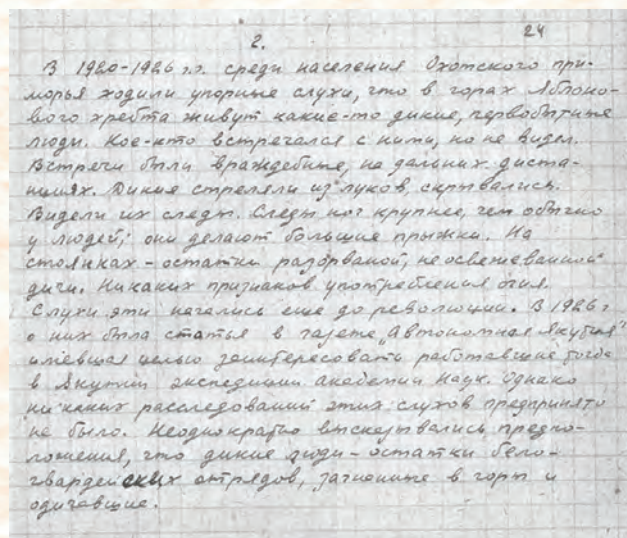 2.
24
В 1920-1926 г.г. среди населения Охотского при-
морья ходили упорные слухи, что в горах Яблоно-
вого хребта живут какие-то дикие, первобытные
люди. Кое-кто встречался с ними, но не видел.
Встречи были враждебные, на дальних диста-
нциях. Дикие стреляли из луков, скрывались.
Видели их следы. Следы ног крупнее, чем обычно
у людей; они делают большие прыжки. На
стоянках - остатки разорваной, не освежеванной
дичи. Никаких признаков употребления огня.
Слухи эти начались еще до революции. В 1926 г
о них была статья в газете "Автономная Якутия"
имевшая целью заинтересовать работавшие тогда
в Якутии экспедиции академии Наук. Однако
никаких расследований этих слухов предпринято
не было. Неоднократно высказывались предпо-
ложения, что дикие люди - остатки бело-
гвардейских отрядов, загнанные в горы и
одичавшие.